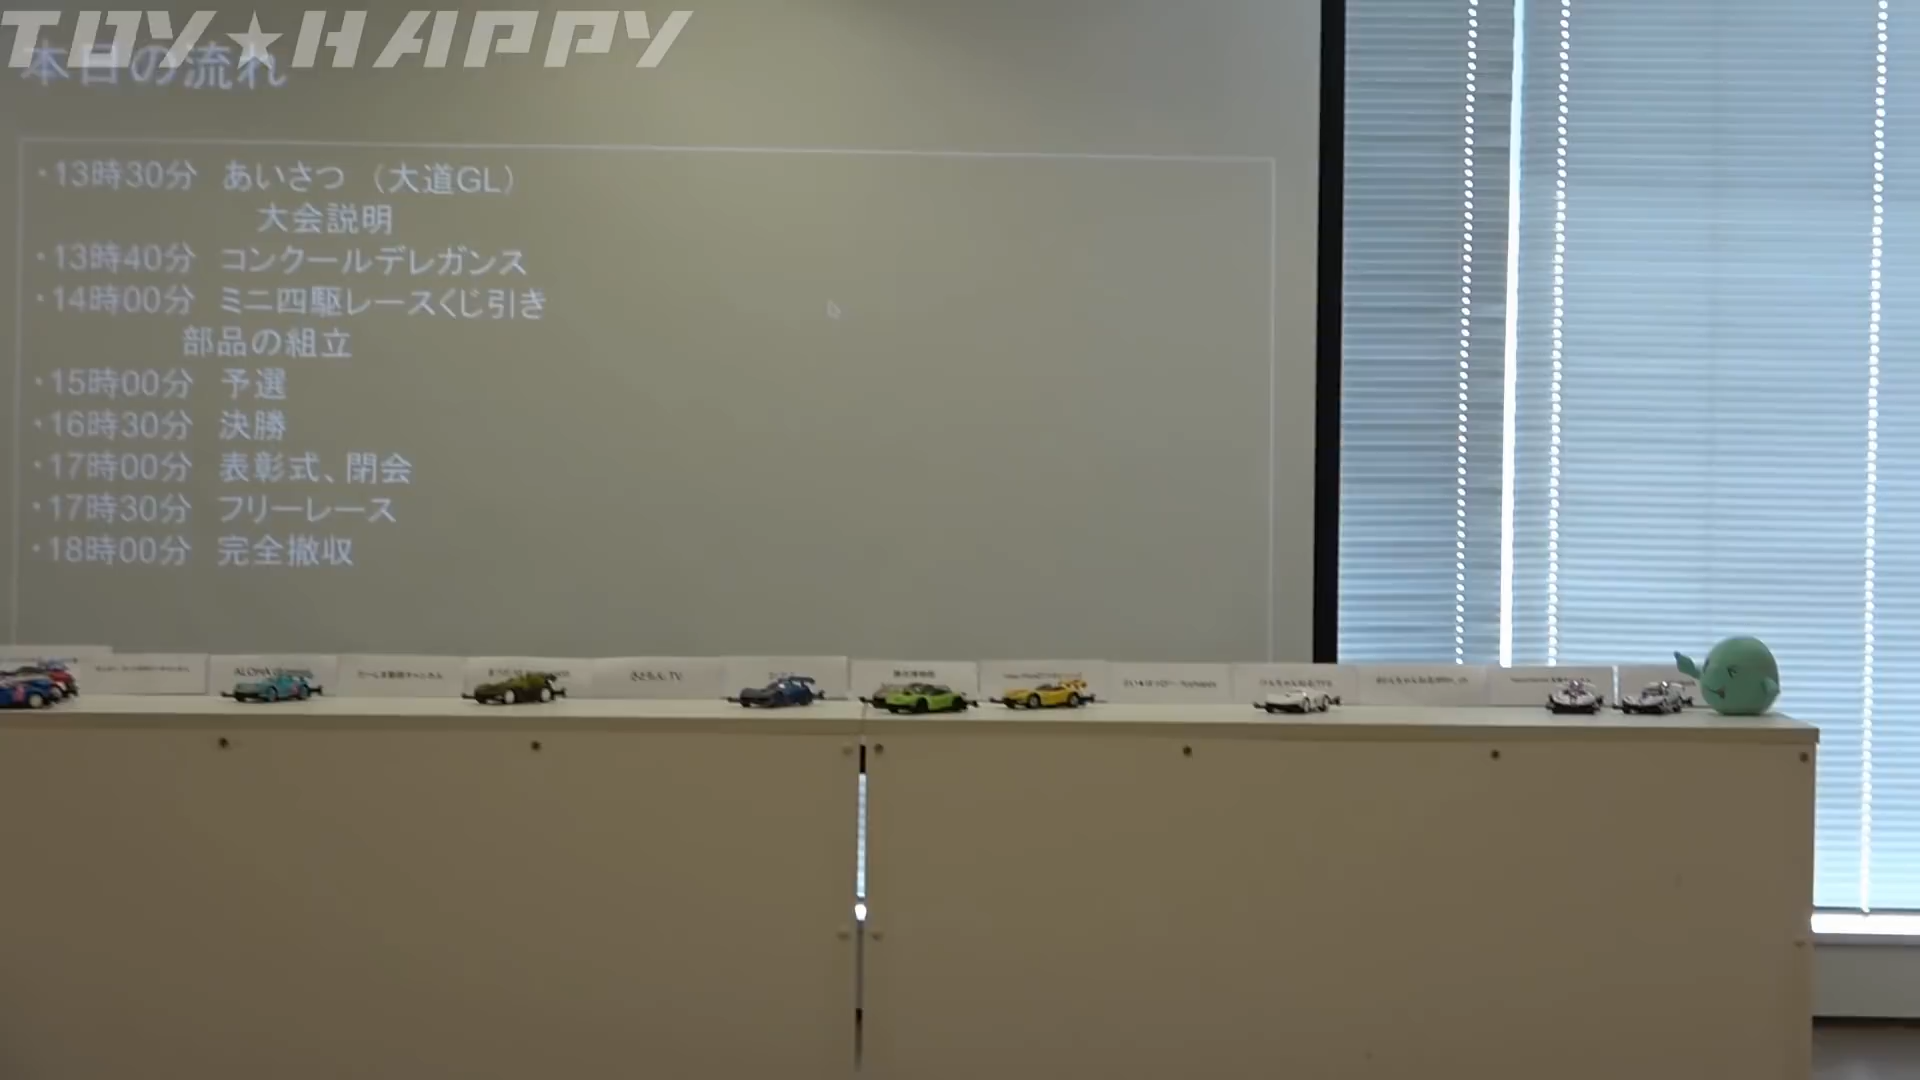 TOY★HAPPY
本日の流れ
・13時30分 あいさつ (大道GL)
大会説明
・13時40分 コンクールデレガンス
・14時00分 ミニ四駆レースくじ引き
部品の組立
・15時00分 予選
・16時30分 決勝
・17時00分 表彰式、閉会
・17時30分 フリーレース
・18時00分 完全撤収
ALOHA
さとちん.TV